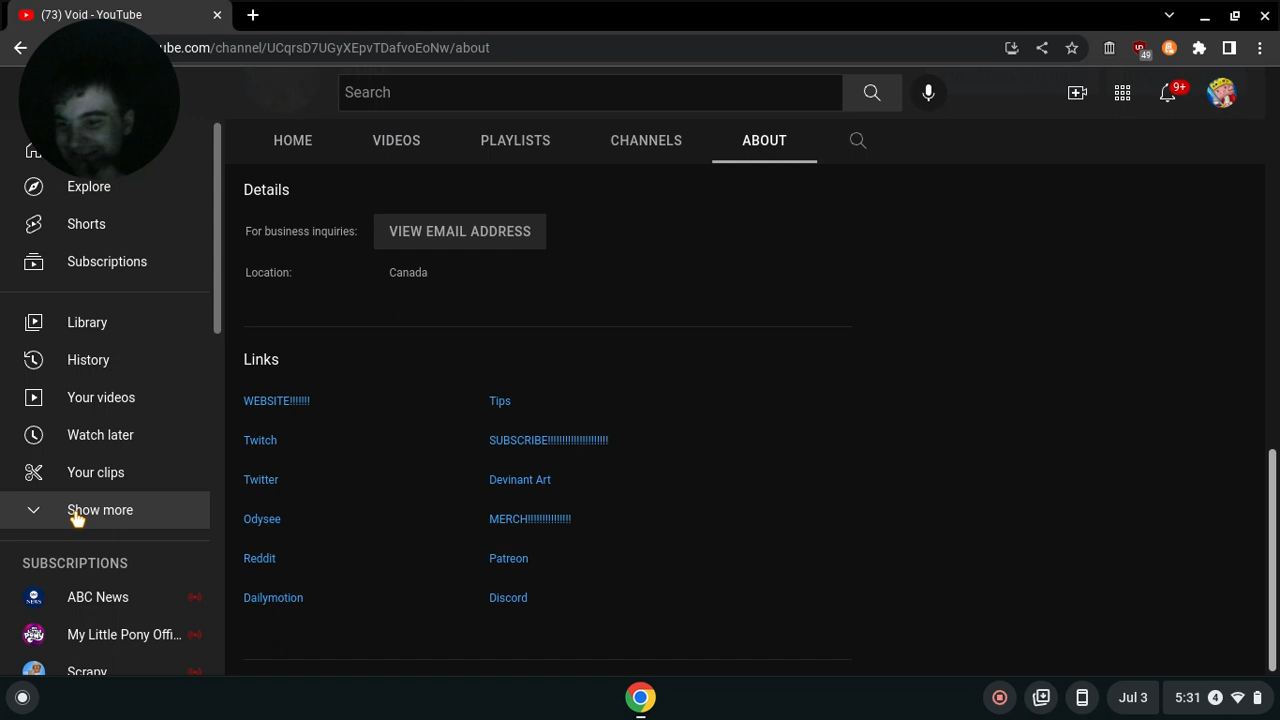 (73) Void - YouTube
ube.com/channel/UCqrsD7UGyXEpvTDafvoEoNw/about
49
Search
9+
HOME
VIDEOS
PLAYLISTS
CHANNELS
ABOUT
Explore
Shorts
Subscriptions
Library
History
Your videos
Watch later
Your clips
Show more
SUBSCRIPTIONS
ABC News
My Little Pony Offi...
Scrapy
Details
For business inquiries:
VIEW EMAIL ADDRESS
Location:
Canada
Links
WEBSITE!!!!!!!
Tips
Twitch
SUBSCRIBE!!!!!!!!!!!!!!!!!!!!!
Twitter
Devinant Art
Odysee
MERCH!!!!!!!!!!!!!!!
Reddit
Patreon
Dailymotion
Discord
Jul 3
5:31
4